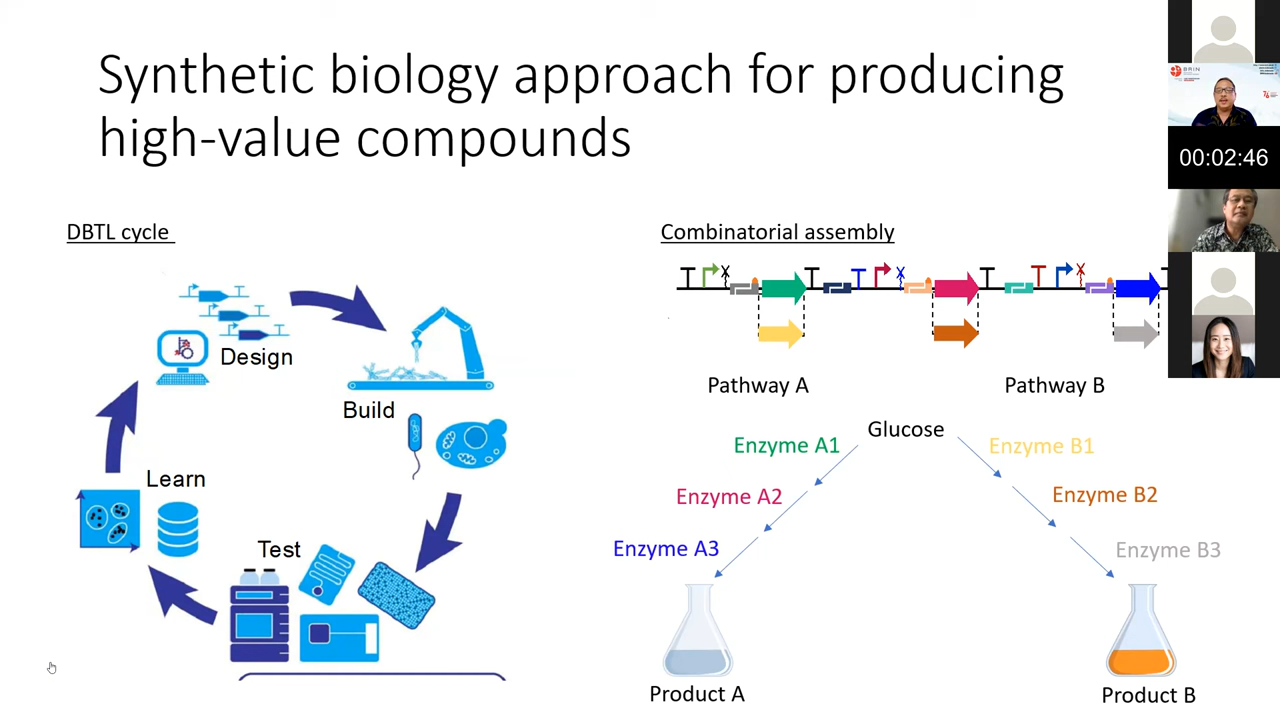 Synthetic biology approach for producing
high-value compounds
DBTL cycle
Design
Build
Learn
Test
Combinatorial assembly
Pathway A
Pathway B
Glucose
Enzyme A1
Enzyme B1
Enzyme A2
Enzyme B2
Enzyme A3
Enzyme B3
Product A
Product B
BRIN
00:02:46